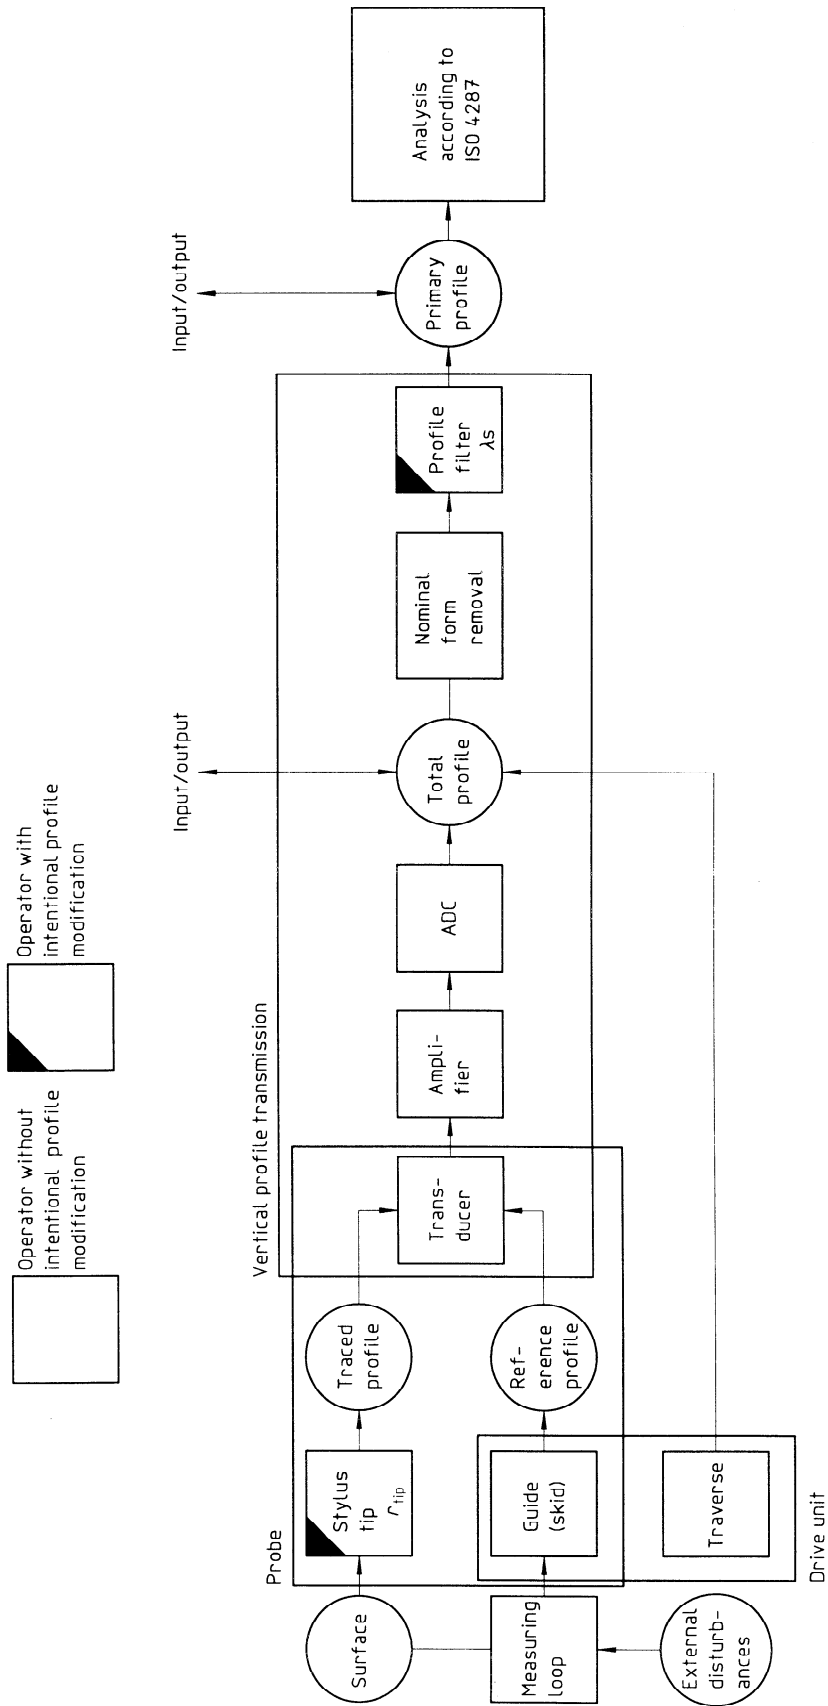 Operator without
intentional profile
modification
Operator with
intentional profile
modification
Input/output
Input/output
Vertical profile transmission
Probe
Surface
Stylus
tip
rtip
Traced
profile
Trans-
ducer
Ampli-
fier
ADC
Total
profile
Nominal
form
removal
Profile
filter
λs
Primary
profile
Analysis
according to
ISO 4287
Measuring
loop
Guide
(skid)
Ref-
erence
profile
External
disturb-
ances
Traverse
Drive unit